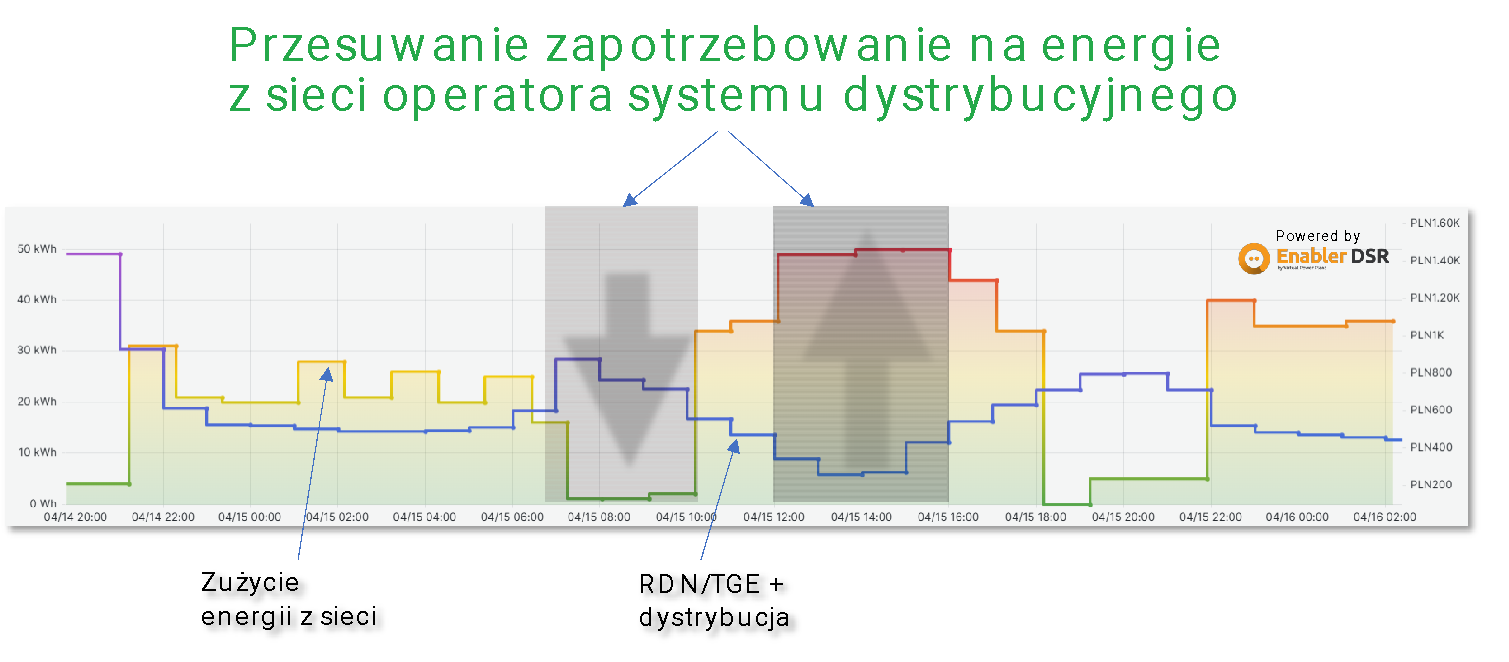 Przesuwanie zapotrzebowanie na energie
z sieci operatora systemu dystrybucyjnego
Powered by
Enabler DSR
by Virtual Power Plant
50 kWh
40 kWh
30 kWh
20 kWh
10 kWh
0 Wh
PLN1.60K
PLN1.40K
PLN1.20K
PLN1K
PLN800
PLN600
PLN400
PLN200
04/14 20:00 04/14 22:00 04/15 00:00 04/15 02:00 04/15 04:00 04/15 06:00 04/15 08:00 04/15 10:00 04/15 12:00 04/15 14:00 04/15 16:00 04/15 18:00 04/15 20:00 04/15 22:00 04/16 00:00 04/16 02:00
Zużycie
energii z sieci
RDN/TGE +
dystrybucja